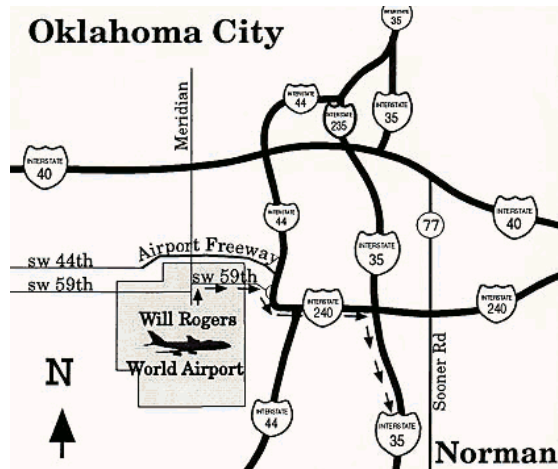 Oklahoma City
INTERSTATE
35
INTERSTATE
44
INTERSTATE
235
INTERSTATE
35
Meridian
INTERSTATE
40
INTERSTATE
44
77
INTERSTATE
40
Airport Freeway
INTERSTATE
35
sw 44th
sw 59th
sw 59th
INTERSTATE
240
INTERSTATE
240
Will Rogers
World Airport
Sooner Rd
N
INTERSTATE
44
INTERSTATE
35
Norman